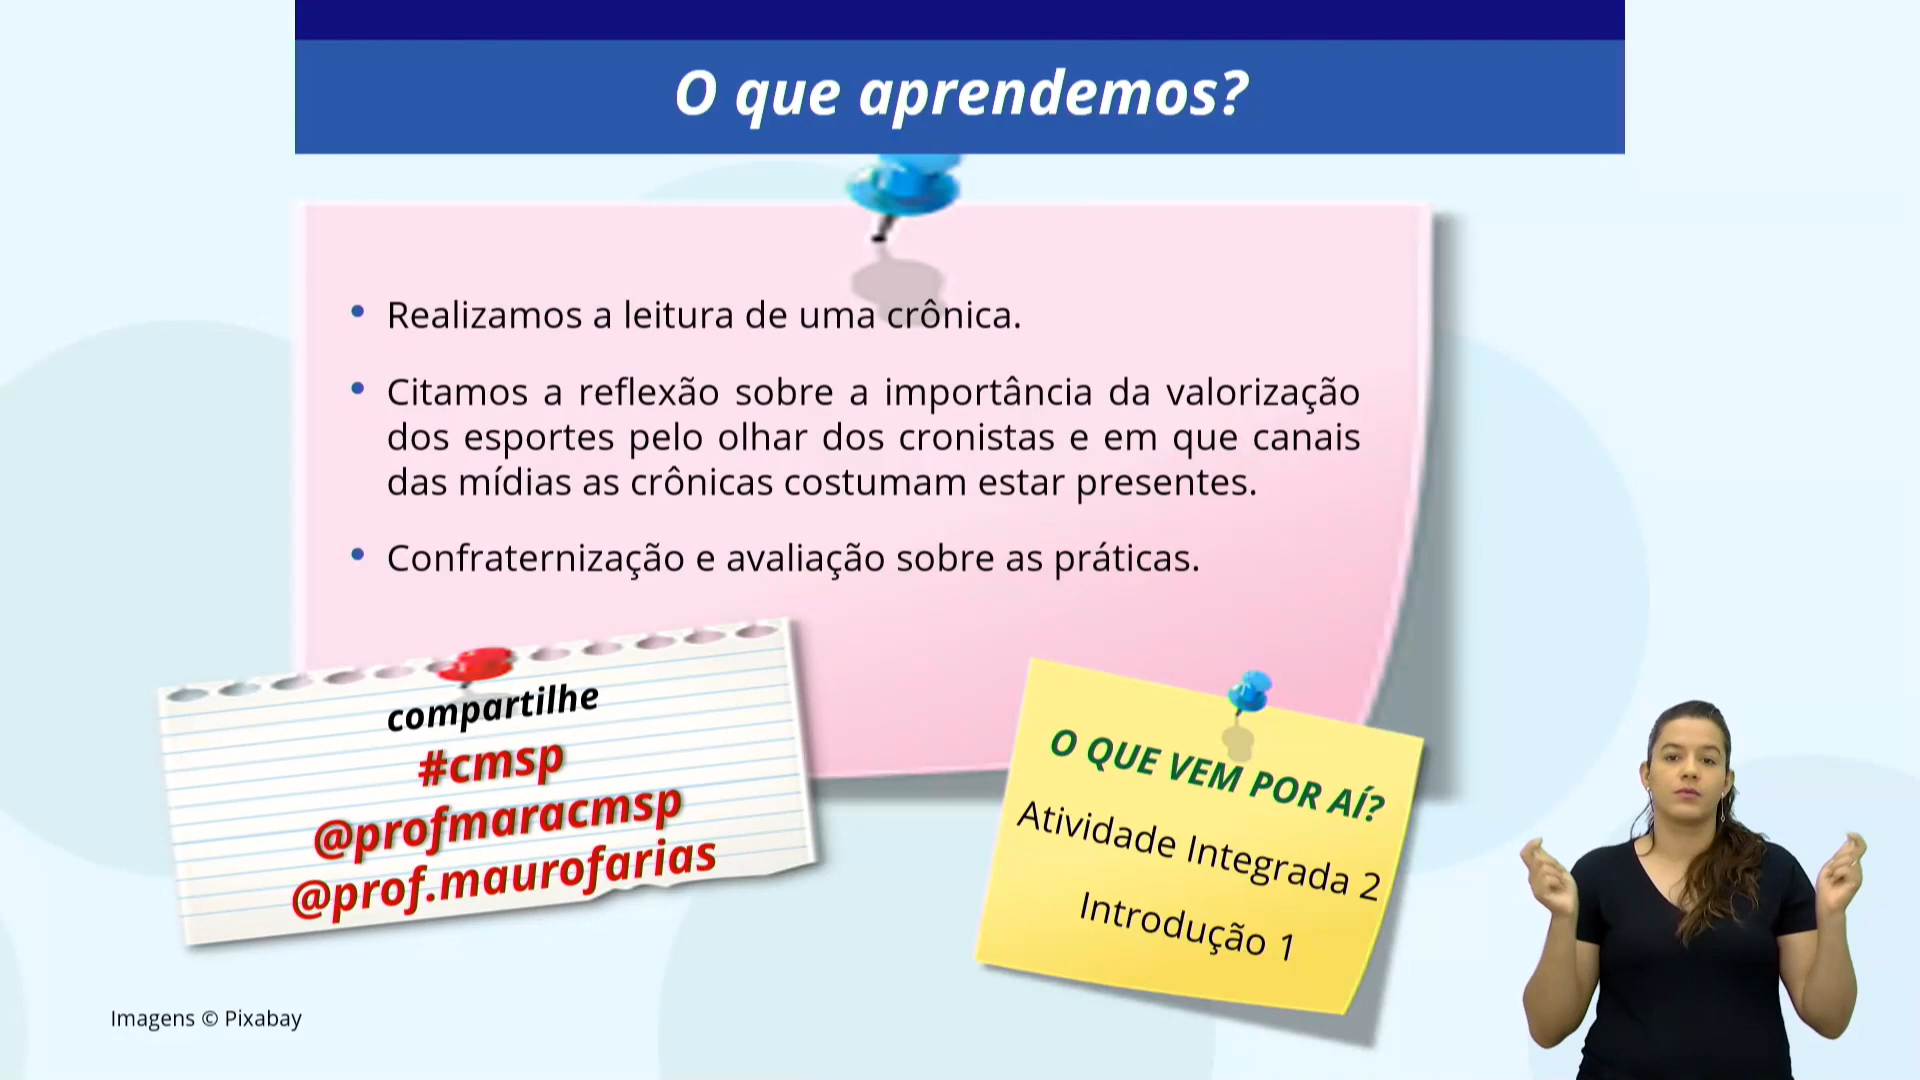 O que aprendemos?
• Realizamos a leitura de uma crônica.
• Citamos a reflexão sobre a importância da valorização
dos esportes pelo olhar dos cronistas e em que canais
das mídias as crônicas costumam estar presentes.
• Confraternização e avaliação sobre as práticas.
compartilhe
#cmsp
@profmaracmsp
@prof.maurofarias
O QUE VEM POR AÍ?
Atividade Integrada 2
Introdução 1
Imagens © Pixabay